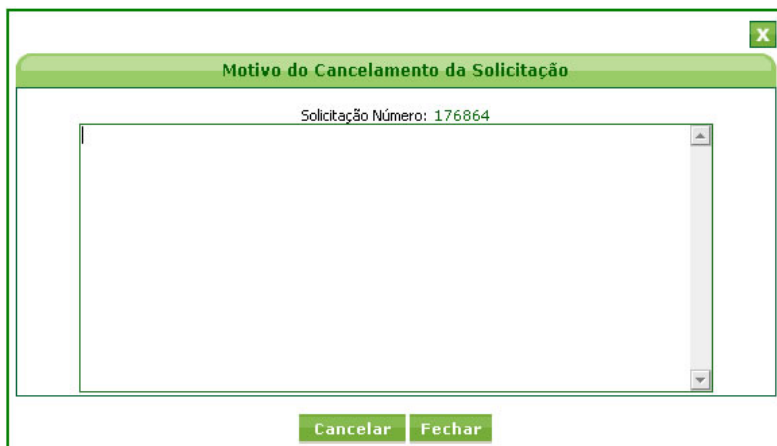 X
Motivo do Cancelamento da Solicitação
Solicitação Número: 176864
Cancelar Fechar